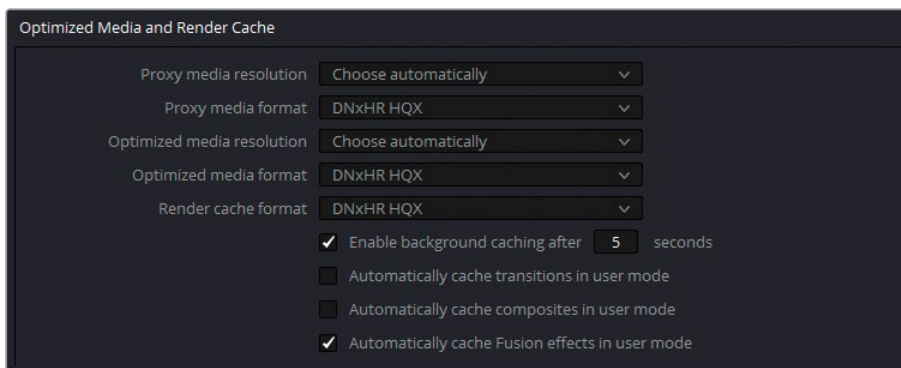 Optimized Media and Render Cache
Proxy media resolution Choose automatically
Proxy media format DNxHR HQX
Optimized media resolution Choose automatically
Optimized media format DNxHR HQX
Render cache format DNxHR HQX
Enable background caching after 5 seconds
Automatically cache transitions in user mode
Automatically cache composites in user mode
Automatically cache Fusion effects in user mode